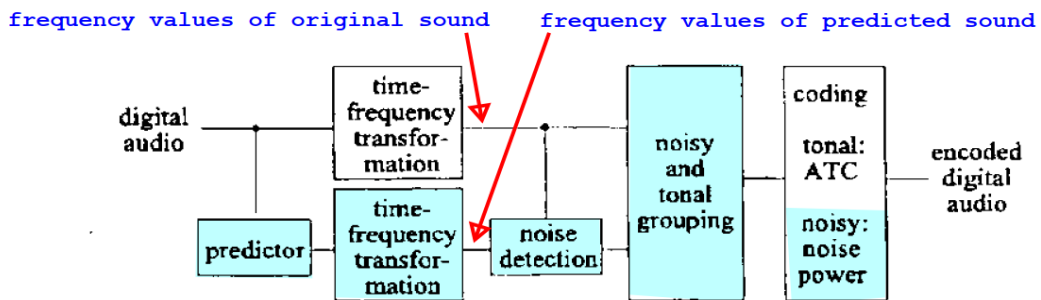 frequency values of original sound
frequency values of predicted sound
digital
audio
time-
frequency
transfor-
mation
predictor
time-
frequency
transfor-
mation
noise
detection
noisy
and
tonal
grouping
coding
tonal:
ATC
noisy:
noise
power
encoded
digital
audio